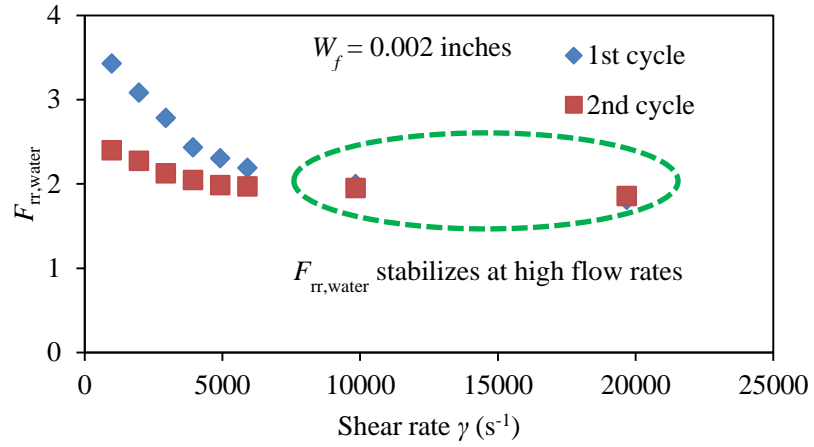 4
3
2
1
0
F_rr,water
W_f = 0.002 inches
1st cycle
2nd cycle
F_rr,water stabilizes at high flow rates
0 5000 10000 15000 20000 25000
Shear rate γ (s⁻¹)